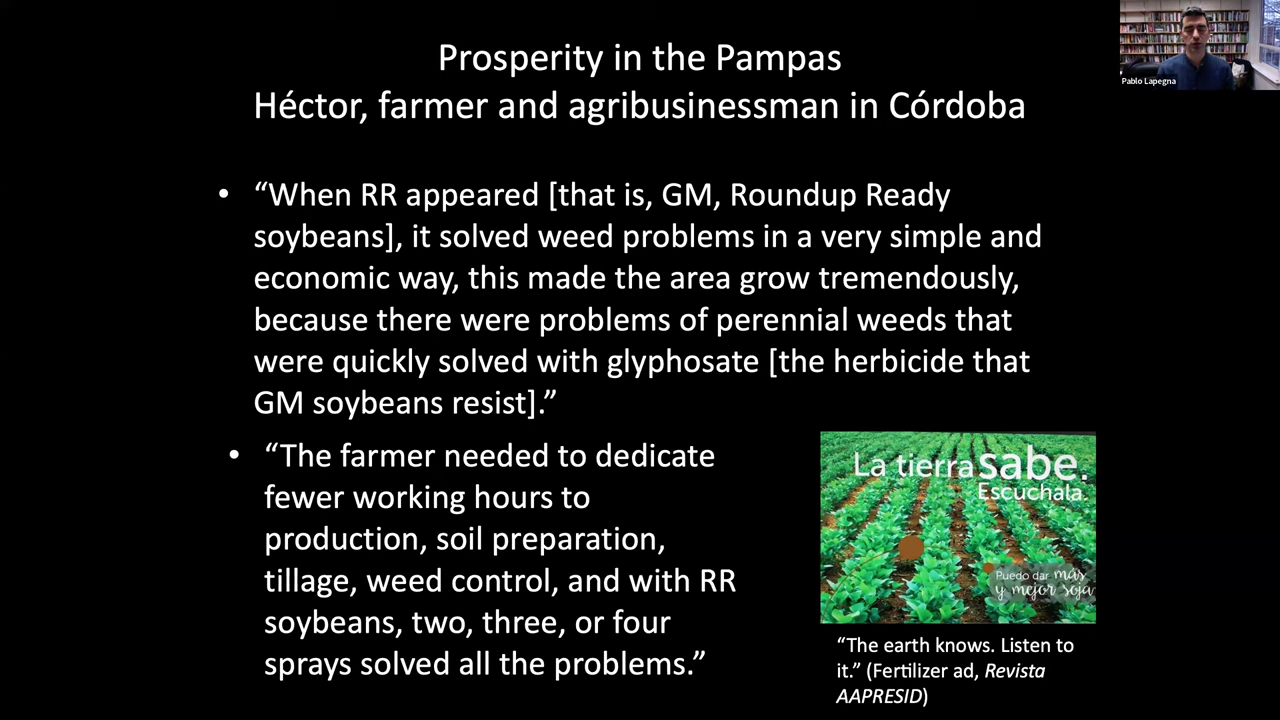 Prosperity in the Pampas
Héctor, farmer and agribusinessman in Córdoba
Pablo Lapegna
• “When RR appeared [that is, GM, Roundup Ready
soybeans], it solved weed problems in a very simple and
economic way, this made the area grow tremendously,
because there were problems of perennial weeds that
were quickly solved with glyphosate [the herbicide that
GM soybeans resist].”
• “The farmer needed to dedicate
fewer working hours to
production, soil preparation,
tillage, weed control, and with RR
soybeans, two, three, or four
sprays solved all the problems.”
La tierra sabe.
Escuchala.
Puedo dar más
y mejor soja
“The earth knows. Listen to
it.” (Fertilizer ad, Revista
AAPRESID)